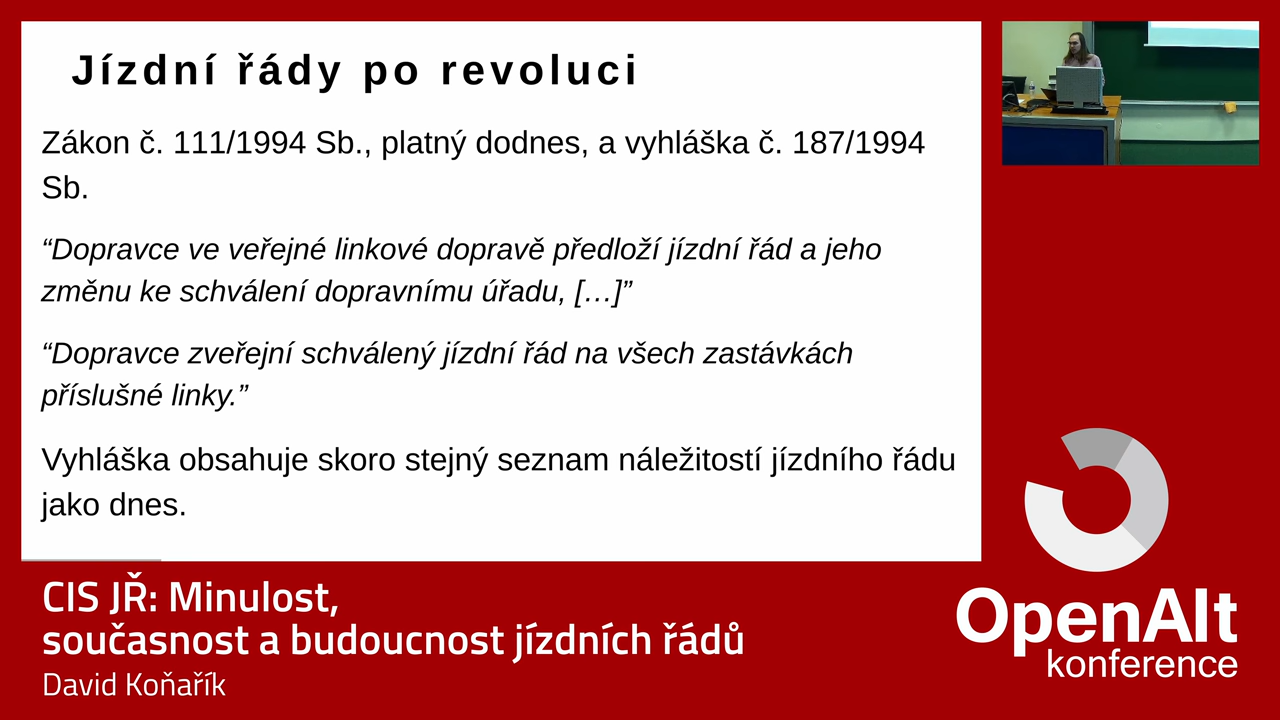 Jízdní řády po revoluci
Zákon č. 111/1994 Sb., platný dodnes, a vyhláška č. 187/1994
Sb.
“Dopravce ve veřejné linkové dopravě předloží jízdní řád a jeho
změnu ke schválení dopravnímu úřadu, […]”
“Dopravce zveřejní schválený jízdní řád na všech zastávkách
příslušné linky.”
Vyhláška obsahuje skoro stejný seznam náležitostí jízdního řádu
jako dnes.
CIS JŘ: Minulost,
současnost a budoucnost jízdních řádů
David Koňařík
OpenAlt
konference